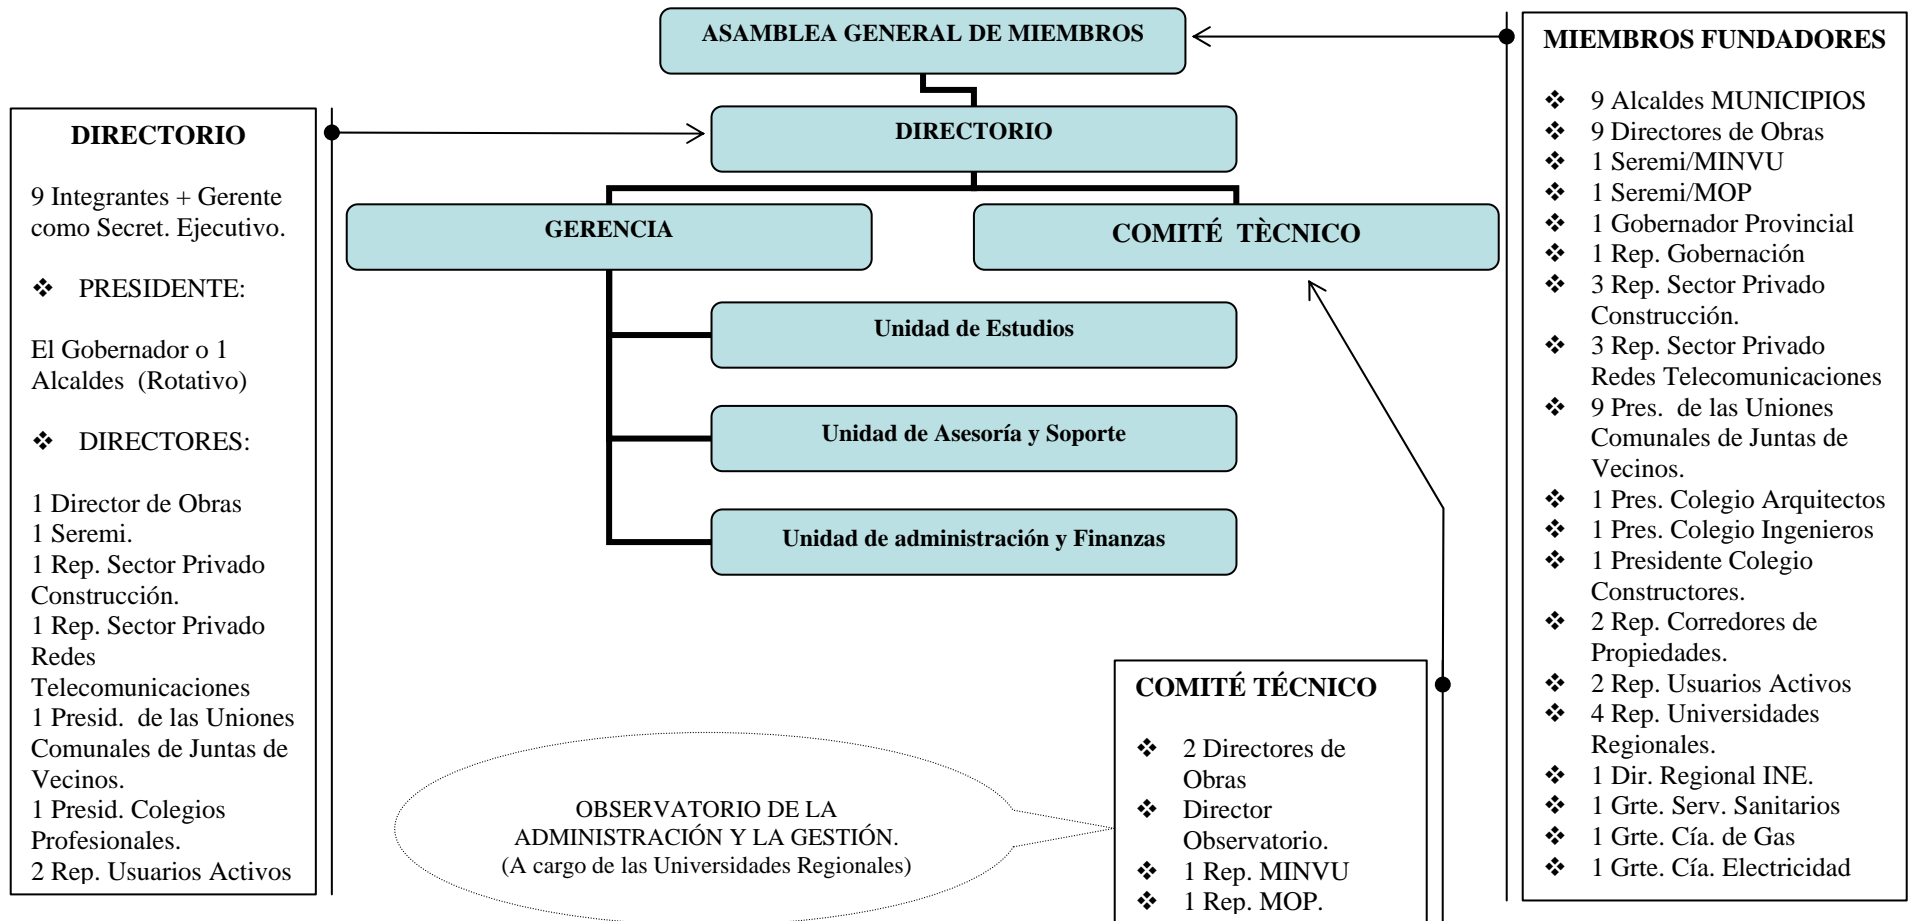 ASAMBLEA GENERAL DE MIEMBROS
DIRECTORIO
GERENCIA
COMITÉ TÈCNICO
Unidad de Estudios
Unidad de Asesoría y Soporte
Unidad de administración y Finanzas
DIRECTORIO
9 Integrantes + Gerente
como Secret. Ejecutivo.
❖ PRESIDENTE:
El Gobernador o 1
Alcaldes (Rotativo)
❖ DIRECTORES:
1 Director de Obras
1 Seremi.
1 Rep. Sector Privado
Construcción.
1 Rep. Sector Privado
Redes
Telecomunicaciones
1 Presid. de las Uniones
Comunales de Juntas de
Vecinos.
1 Presid. Colegios
Profesionales.
2 Rep. Usuarios Activos
OBSERVATORIO DE LA
ADMINISTRACIÓN Y LA GESTIÓN.
(A cargo de las Universidades Regionales)
COMITÉ TÉCNICO
❖ 2 Directores de
Obras
❖ Director
Observatorio.
❖ 1 Rep. MINVU
❖ 1 Rep. MOP.
MIEMBROS FUNDADORES
❖ 9 Alcaldes MUNICIPIOS
❖ 9 Directores de Obras
❖ 1 Seremi/MINVU
❖ 1 Seremi/MOP
❖ 1 Gobernador Provincial
❖ 1 Rep. Gobernación
❖ 3 Rep. Sector Privado
Construcción.
❖ 3 Rep. Sector Privado
Redes Telecomunicaciones
❖ 9 Pres. de las Uniones
Comunales de Juntas de
Vecinos.
❖ 1 Pres. Colegio Arquitectos
❖ 1 Pres. Colegio Ingenieros
❖ 1 Presidente Colegio
Constructores.
❖ 2 Rep. Corredores de
Propiedades.
❖ 2 Rep. Usuarios Activos
❖ 4 Rep. Universidades
Regionales.
❖ 1 Dir. Regional INE.
❖ 1 Grte. Serv. Sanitarios
❖ 1 Grte. Cía. de Gas
❖ 1 Grte. Cía. Electricidad